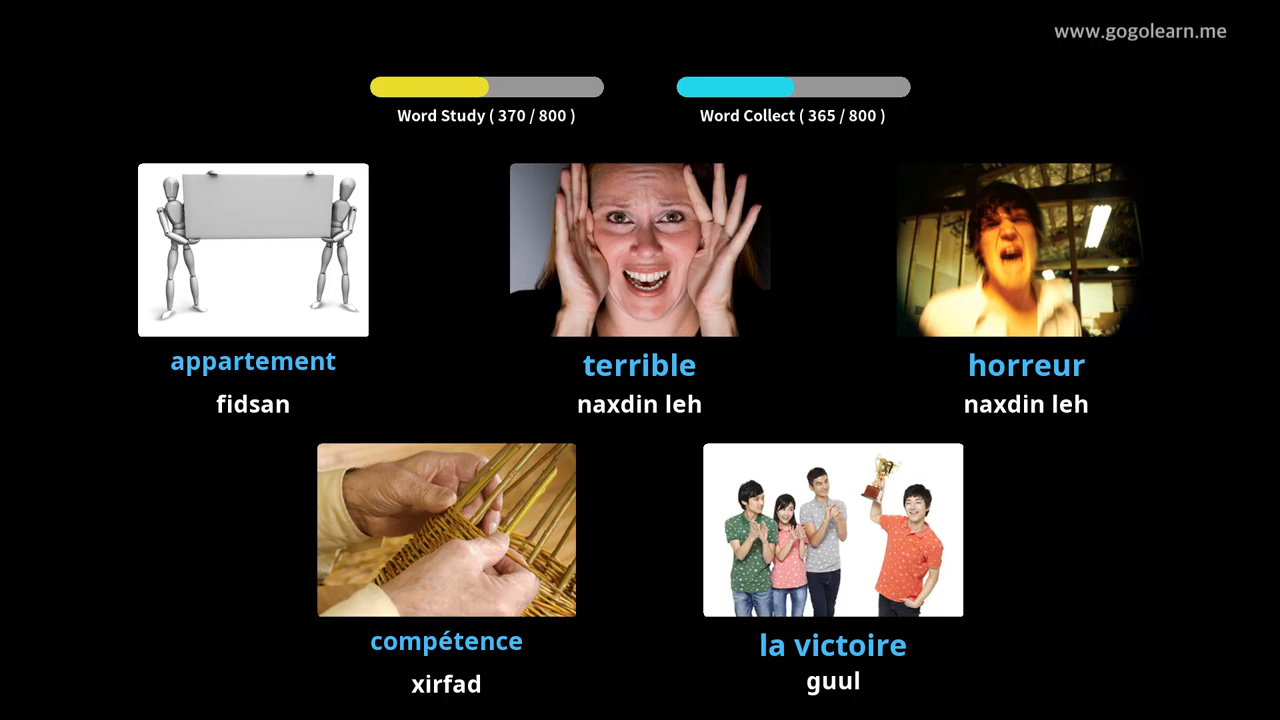 www.gogolearn.me
Word Study ( 370 / 800 )
Word Collect ( 365 / 800 )
appartement
fidsan
terrible
naxdin leh
horreur
naxdin leh
compétence
xirfad
la victoire
guul